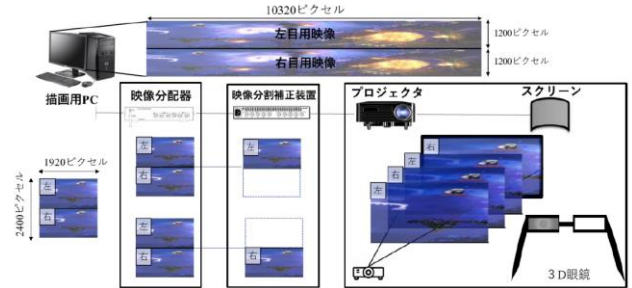 10320ピクセル
左目用映像
1200ピクセル
右目用映像
1200ピクセル
描画用PC
映像分配器
映像分割補正装置
プロジェクタ
スクリーン
1920ピクセル
2400ピクセル
左
右
左
右
左
右
左
右
右
左
右
左
3D眼鏡